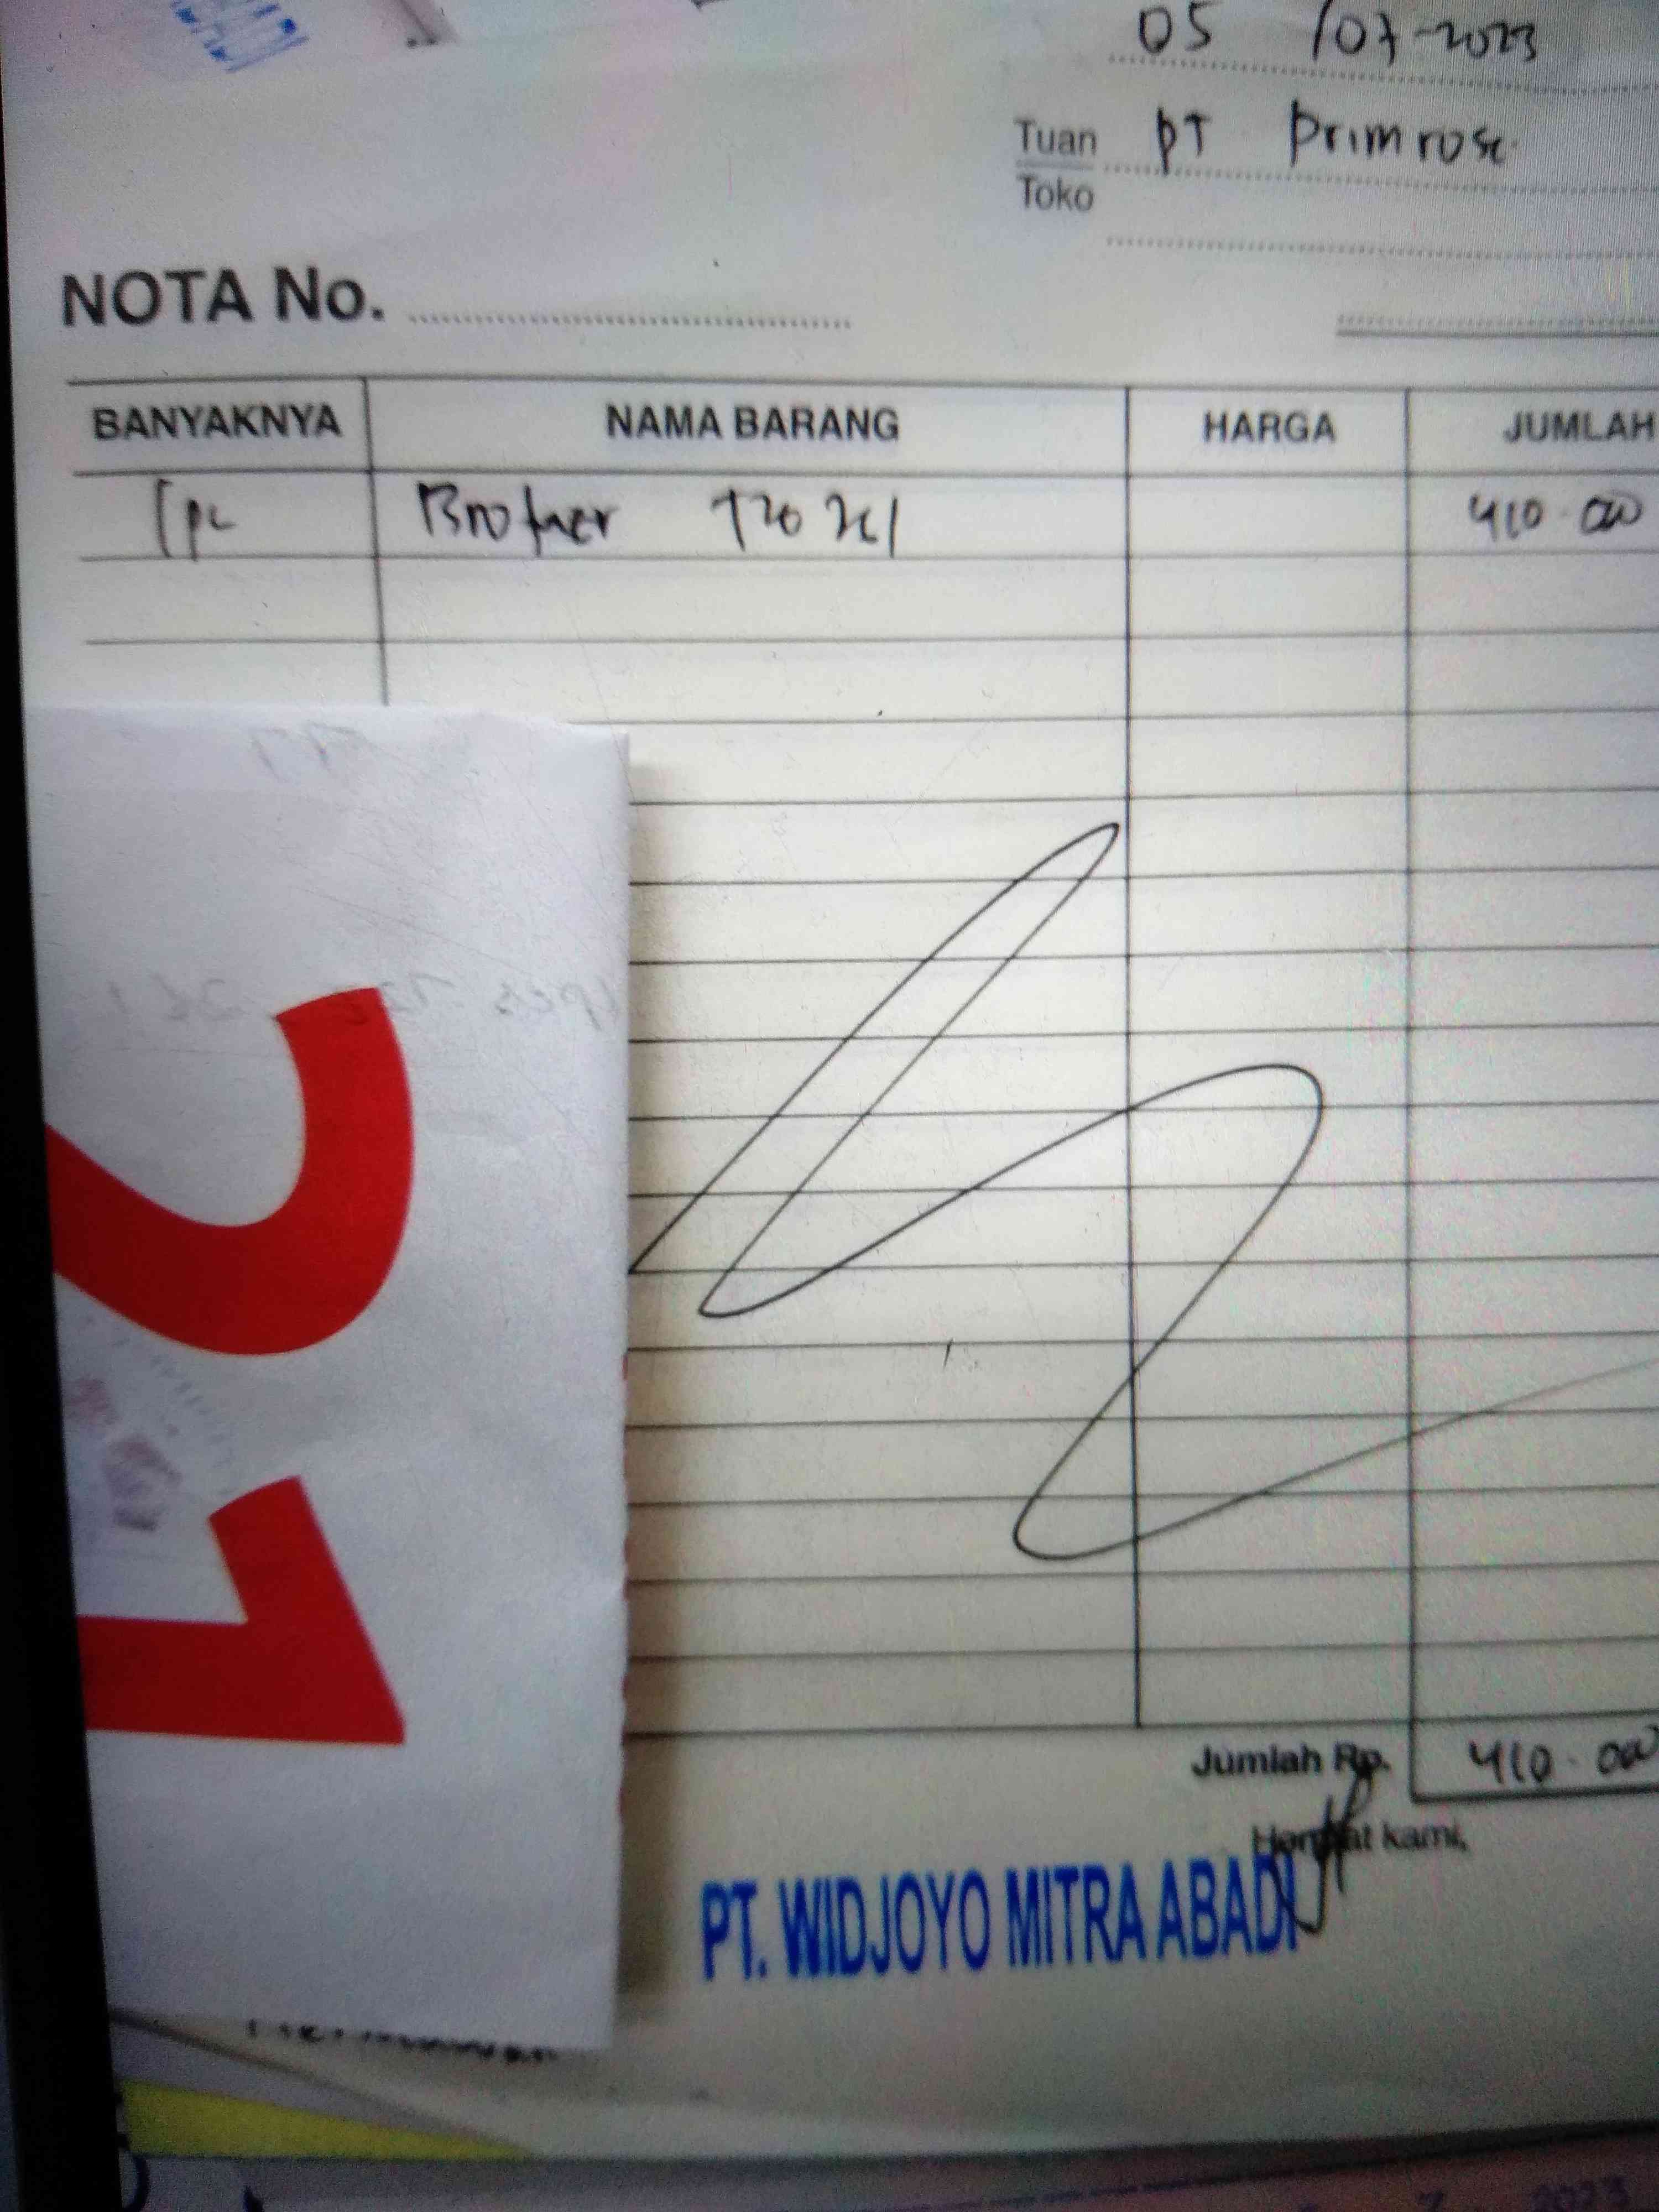 05 /07-2023
Tuan PT Primrose
Toko
NOTA No.
BANYAKNYA NAMA BARANG HARGA JUMLAH
1 pc Brother 410.000
Jumlah Rp. 410.000
Hormat kami,
PT. WIDJOYO MITRA ABADI